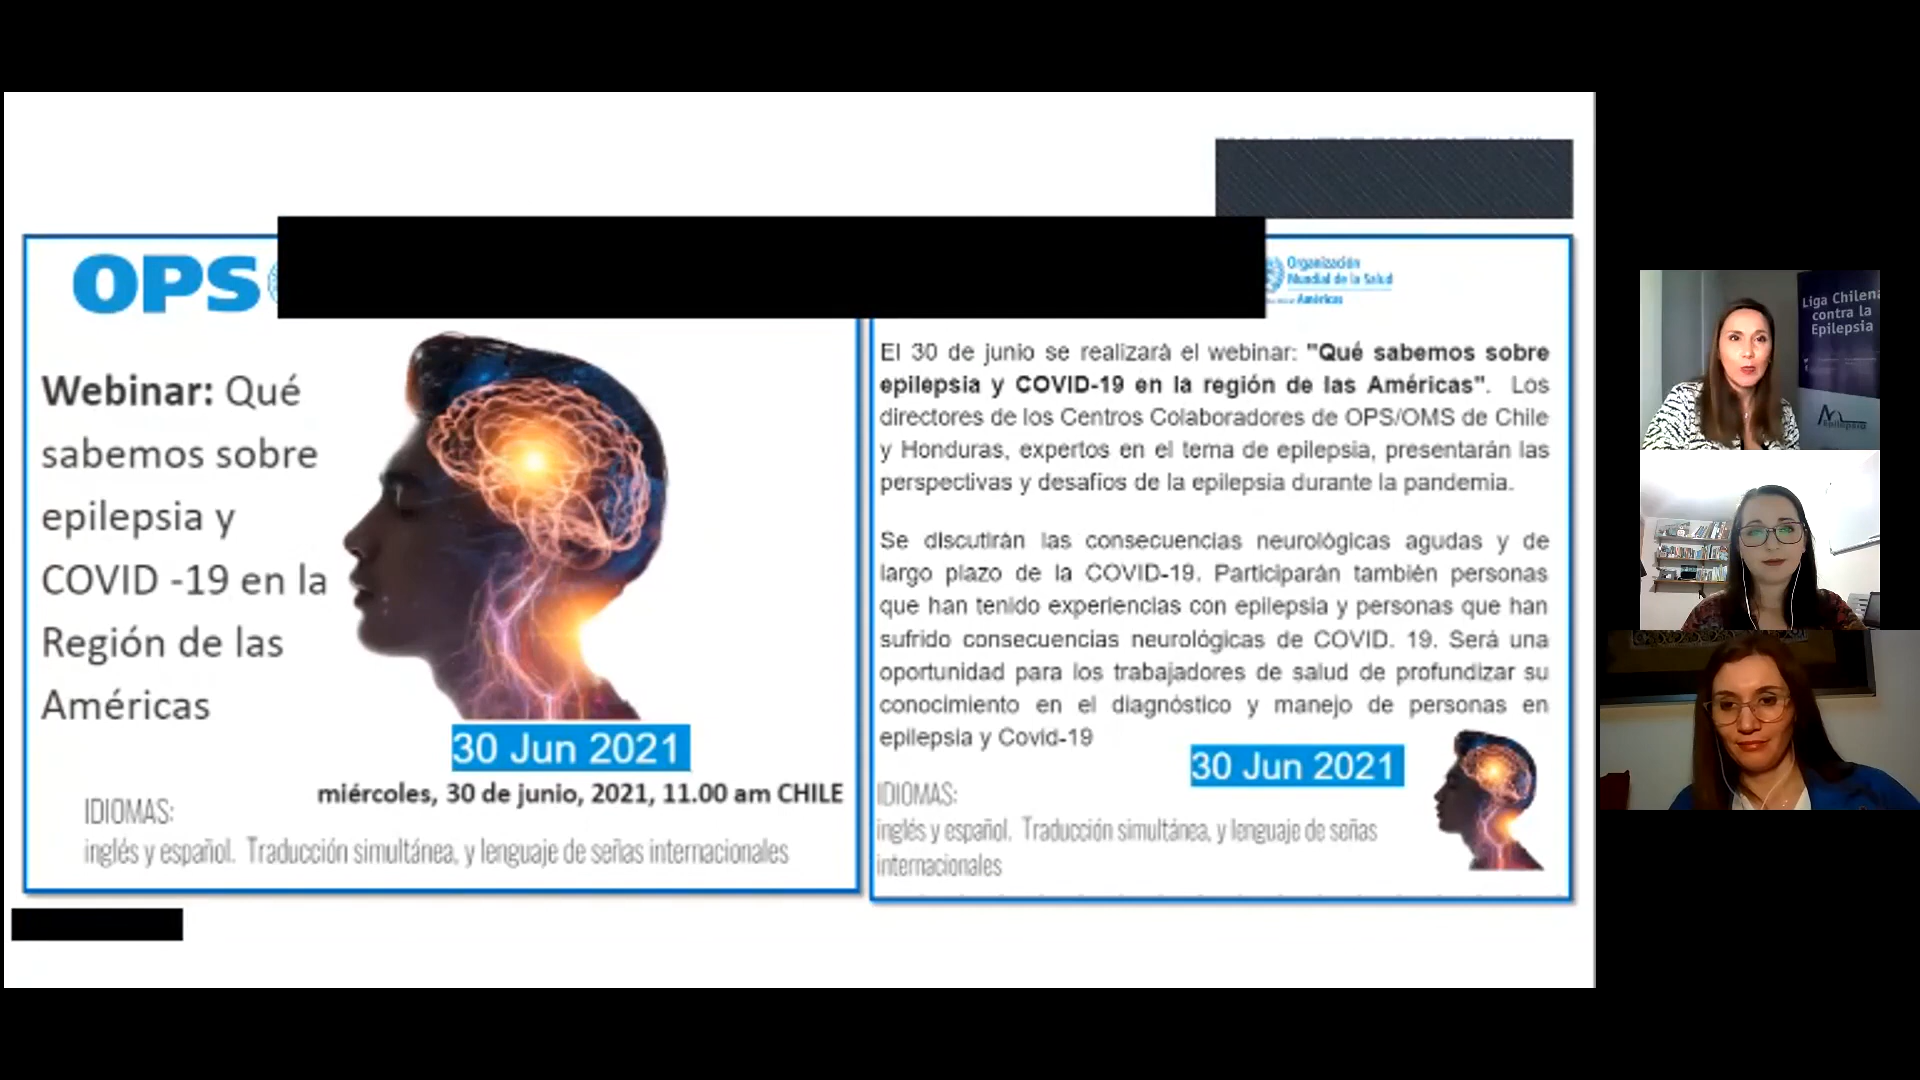 OPS
Webinar: Qué
sabemos sobre
epilepsia y
COVID -19 en la
Región de las
Américas
30 Jun 2021
miércoles, 30 de junio, 2021, 11.00 am CHILE
IDIOMAS:
inglés y español. Traducción simultánea, y lenguaje de señas internacionales
Organización
Mundial de la Salud
Américas
El 30 de junio se realizará el webinar: "Qué sabemos sobre
epilepsia y COVID-19 en la región de las Américas". Los
directores de los Centros Colaboradores de OPS/OMS de Chile
y Honduras, expertos en el tema de epilepsia, presentarán las
perspectivas y desafíos de la epilepsia durante la pandemia.
Se discutirán las consecuencias neurológicas agudas y de
largo plazo de la COVID-19. Participarán también personas
que han tenido experiencias con epilepsia y personas que han
sufrido consecuencias neurológicas de COVID. 19. Será una
oportunidad para los trabajadores de salud de profundizar su
conocimiento en el diagnóstico y manejo de personas en
epilepsia y Covid-19
30 Jun 2021
IDIOMAS:
inglés y español. Traducción simultánea, y lenguaje de señas
internacionales
Liga Chilena
contra la
Epilepsia
Epilepsia